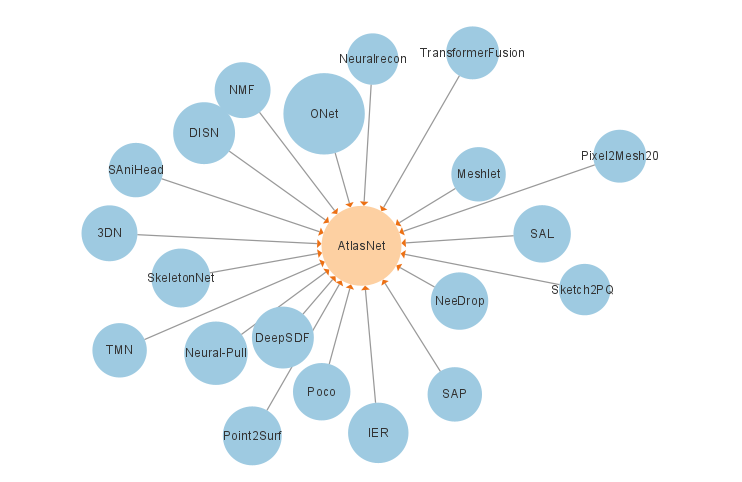 TransformerFusion
Neuralrecon
NMF
ONet
DISN
Pixel2Mesh20
SAniHead
Meshlet
3DN
SAL
AtlasNet
SkeletonNet
Sketch2PQ
NeeDrop
DeepSDF
TMN
Neural-Pull
Poco
SAP
IER
Point2Surf